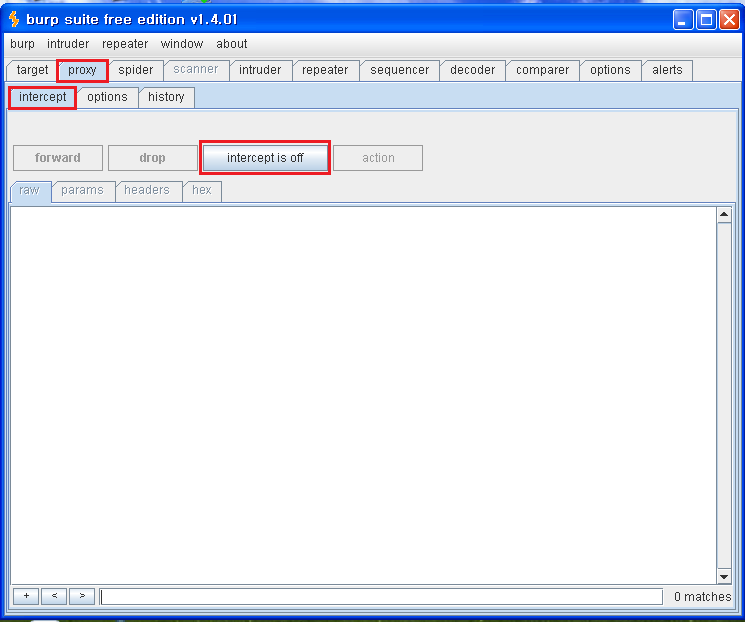 burp suite free edition v1.4.01
burp intruder repeater window about
target proxy spider scanner intruder repeater sequencer decoder comparer options alerts
intercept options history
forward drop intercept is off action
raw params headers hex
+ < > 0 matches